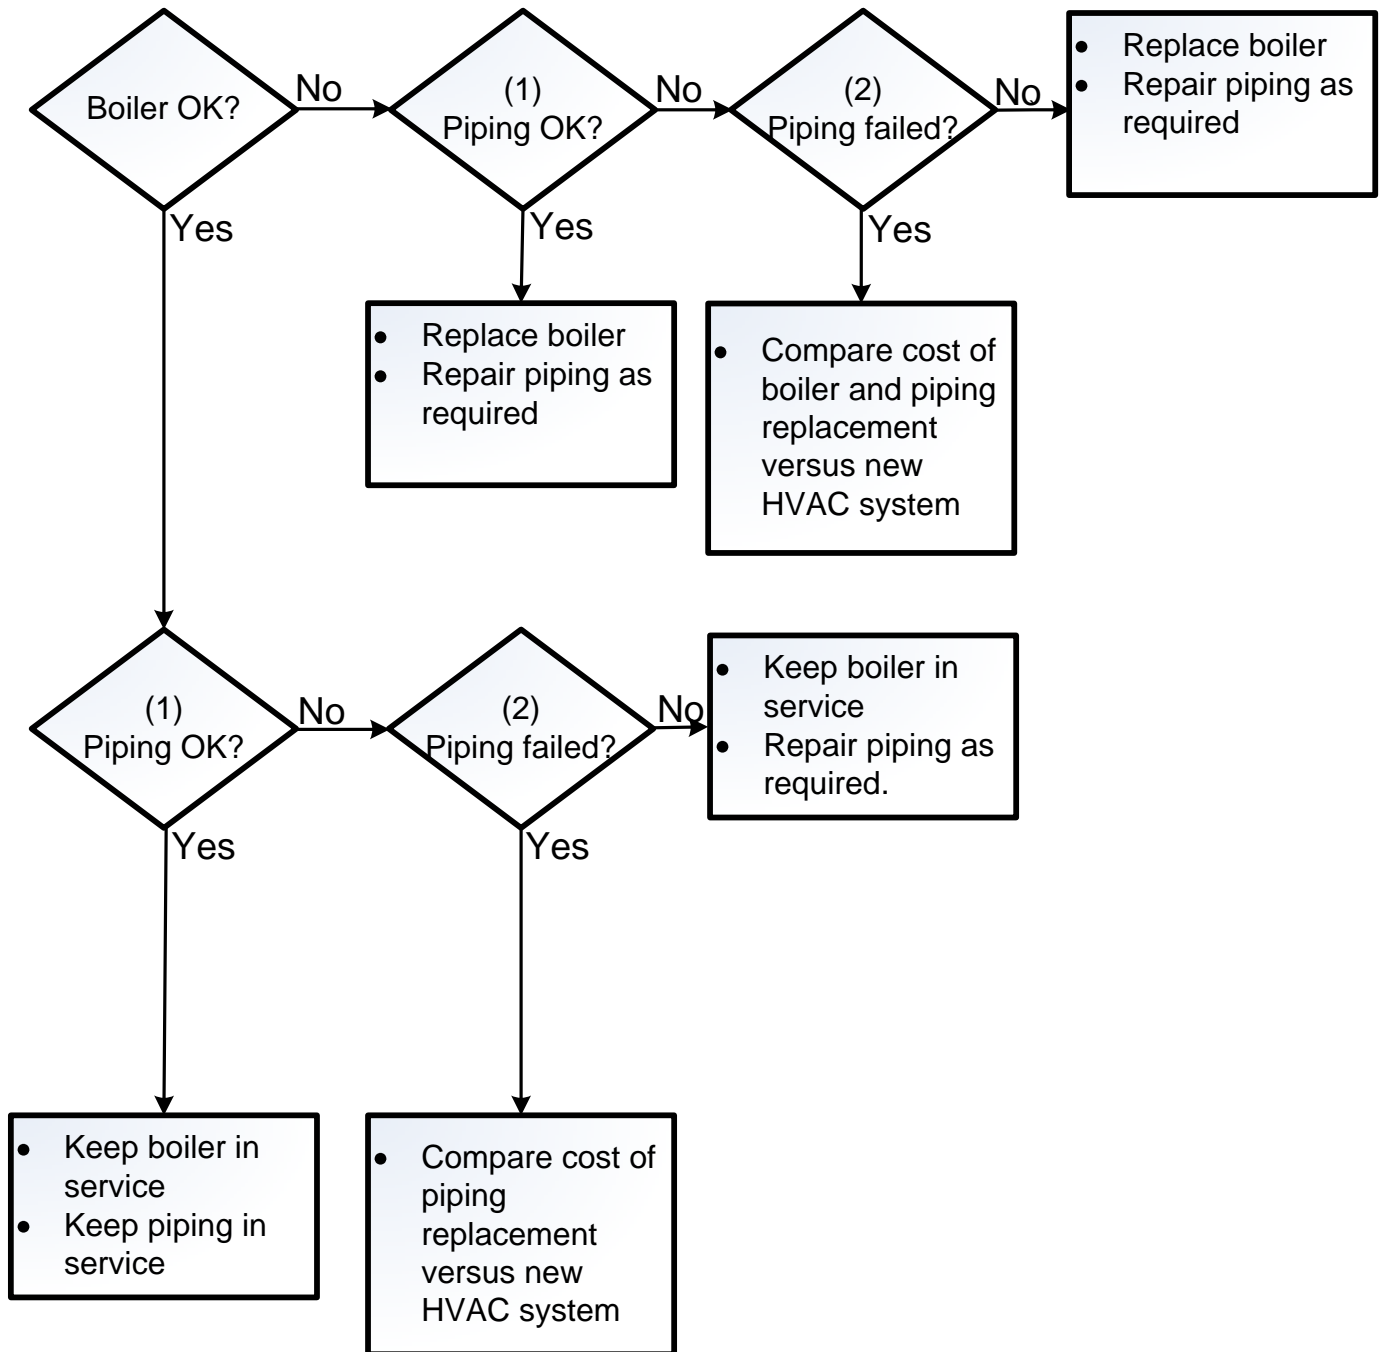 Boiler OK?
No
(1)
Piping OK?
No
(2)
Piping failed?
No
• Replace boiler
• Repair piping as
required
Yes
Yes
Yes
• Replace boiler
• Repair piping as
required
• Compare cost of
boiler and piping
replacement
versus new
HVAC system
(1)
Piping OK?
No
(2)
Piping failed?
No
• Keep boiler in
service
• Repair piping as
required.
Yes
Yes
• Keep boiler in
service
• Keep piping in
service
• Compare cost of
piping
replacement
versus new
HVAC system